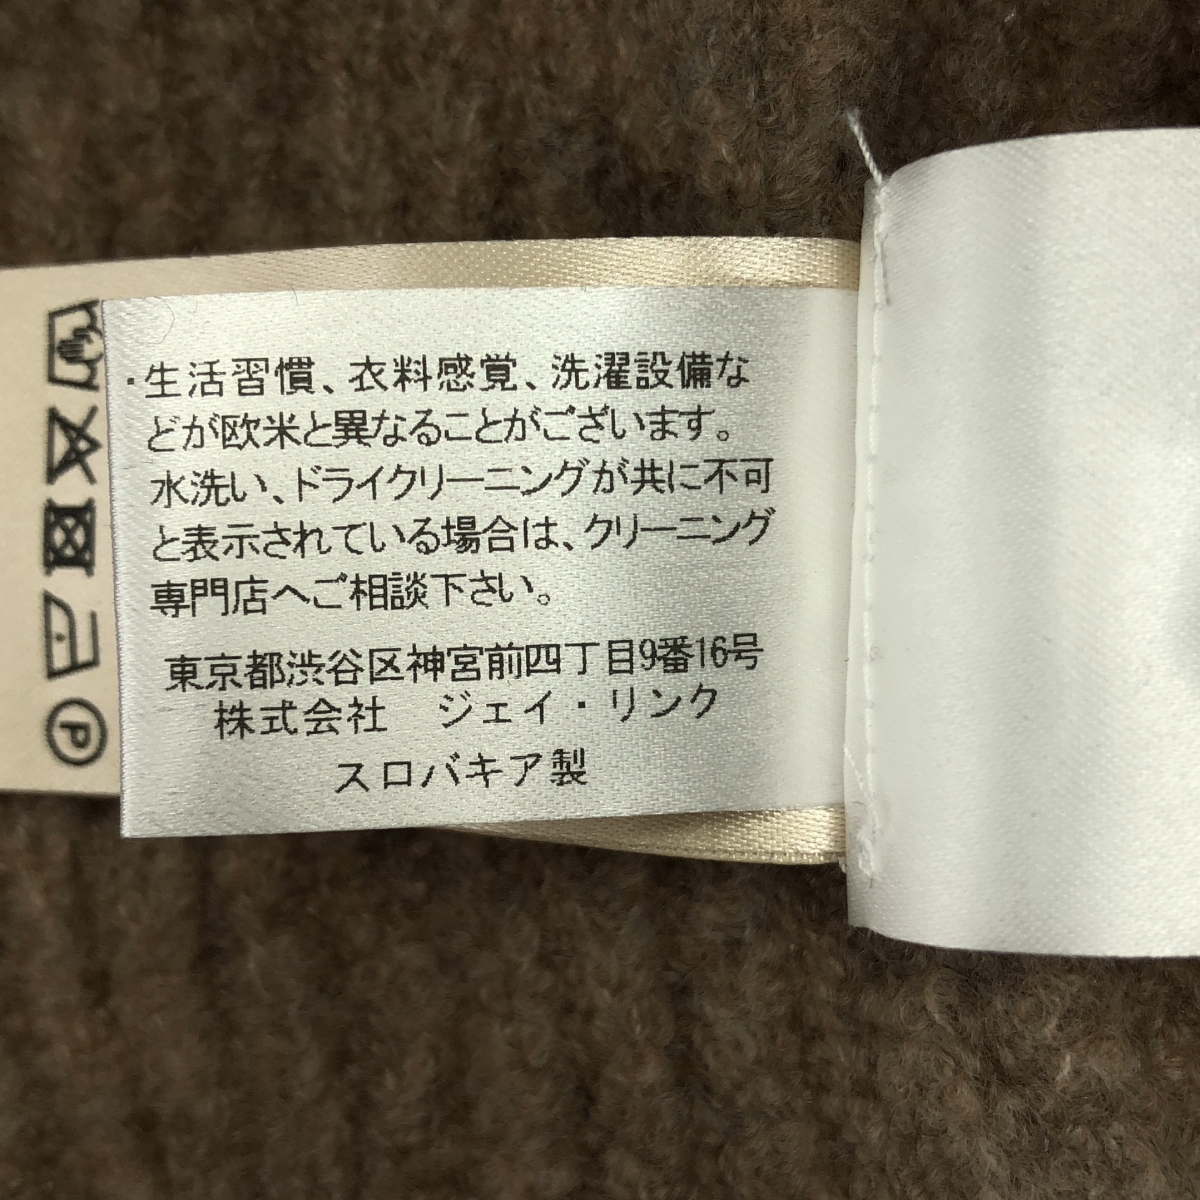 ・生活習慣、衣料感覚、洗濯設備な
どが欧米と異なることがございます。
水洗い、ドライクリーニングが共に不可
と表示されている場合は、クリーニング
専門店へご相談下さい。
東京都渋谷区神宮前四丁目9番16号
株式会社　ジェイ・リンク
スロバキア製
P